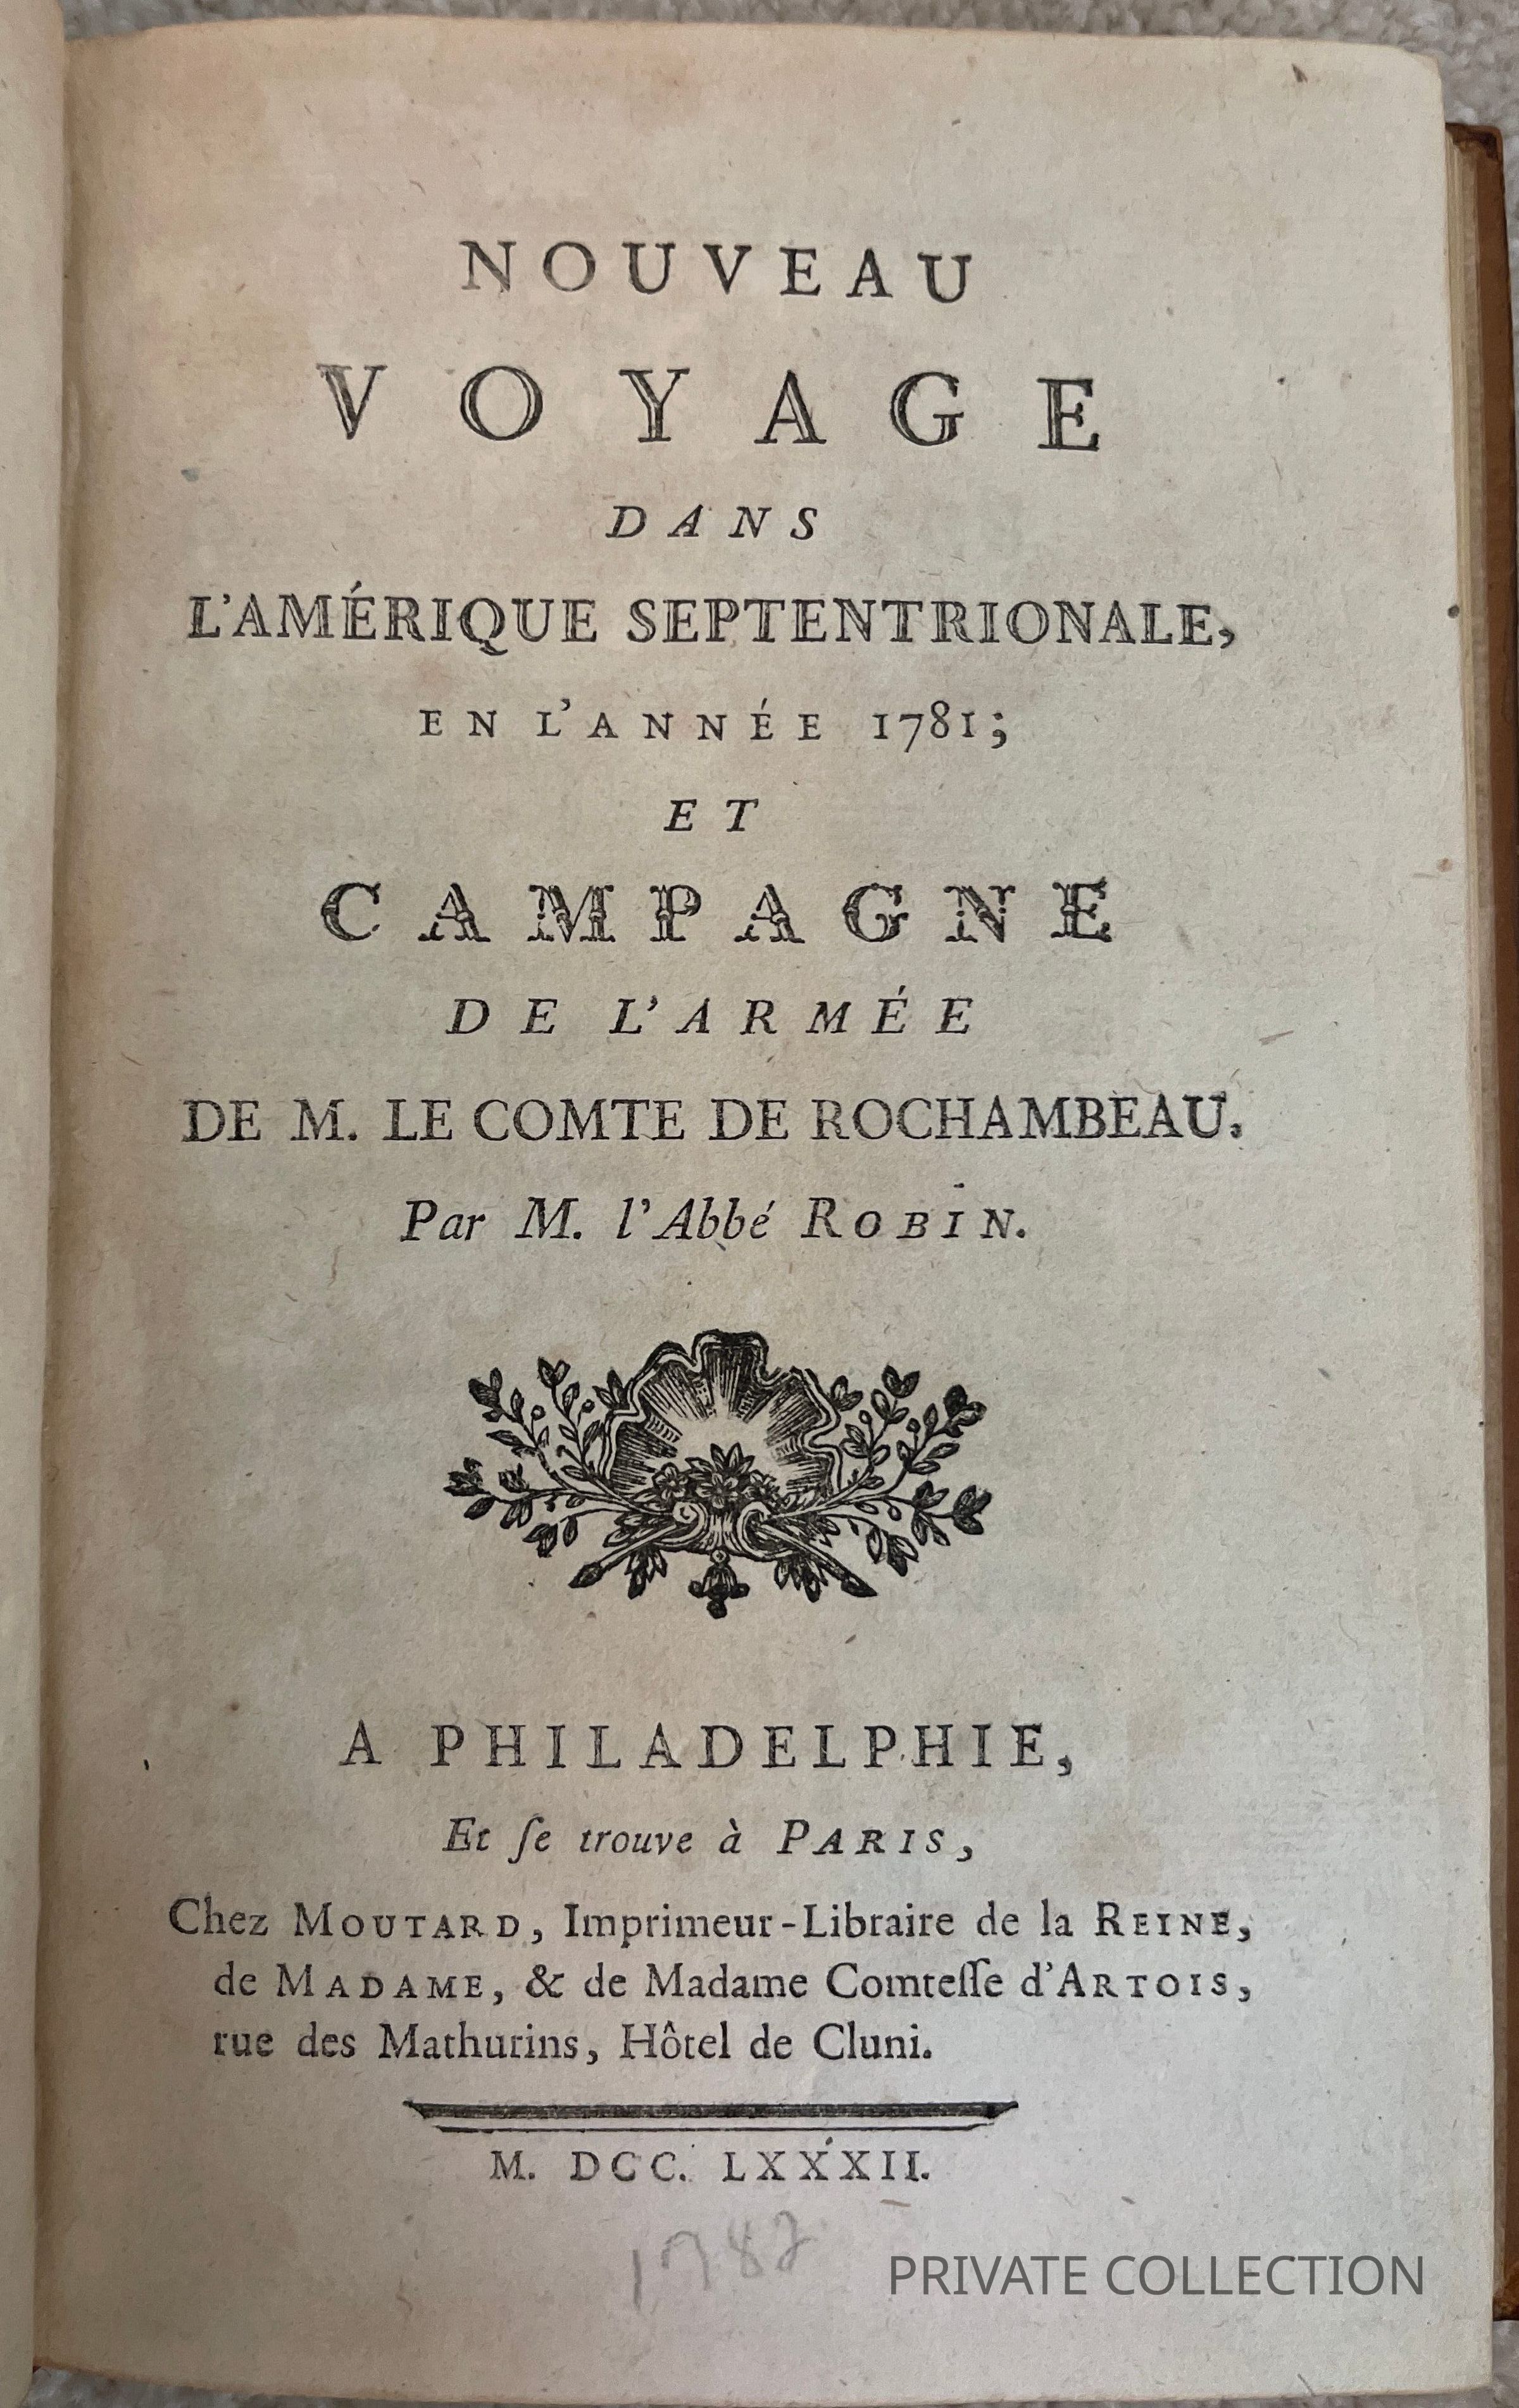 NOUVEAU
VOYAGE
DANS
L'AMÉRIQUE SEPTENTRIONALE,
EN L'ANNÉE 1781;
ET
CAMPAGNE
DE L'ARMÉE
DE M. LE COMTE DE ROCHAMBEAU.
Par M. l'Abbé ROBIN.
A PHILADELPHIE,
Et ſe trouve à PARIS,
Chez MOUTARD, Imprimeur-Libraire de la REINE,
de MADAME, & de Madame Comteſſe d'ARTOIS,
rue des Mathurins, Hôtel de Cluni.
M. DCC. LXXXII.
1782
PRIVATE COLLECTION